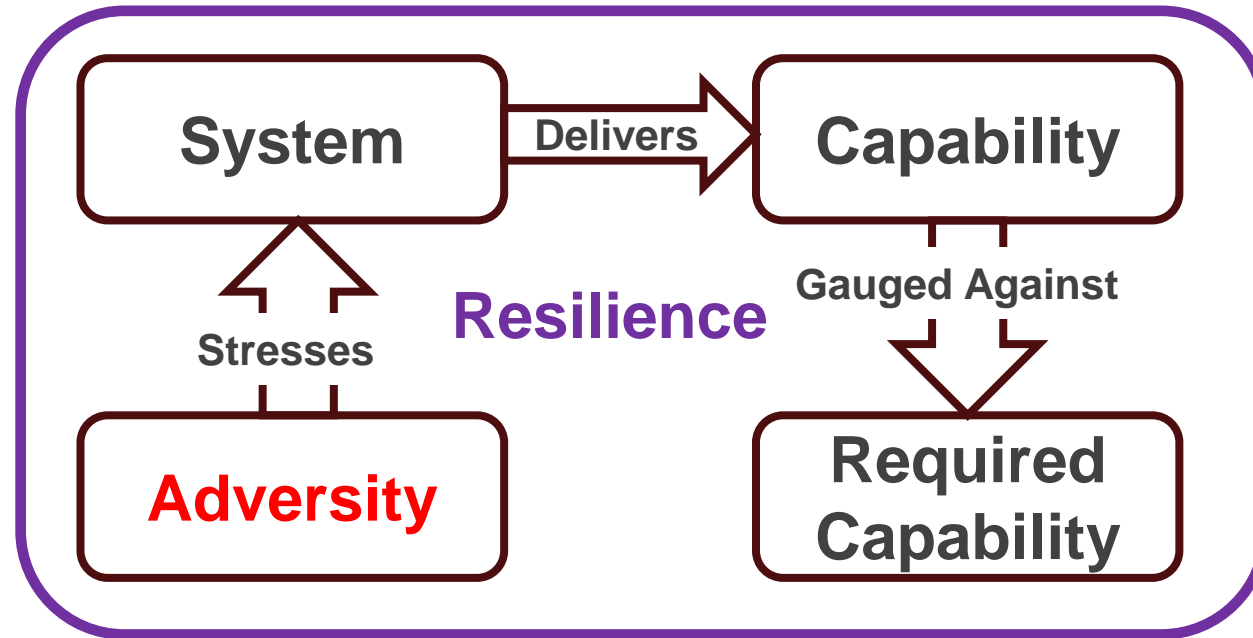 System
Delivers
Capability
Gauged Against
Resilience
Stresses
Adversity
Required
Capability